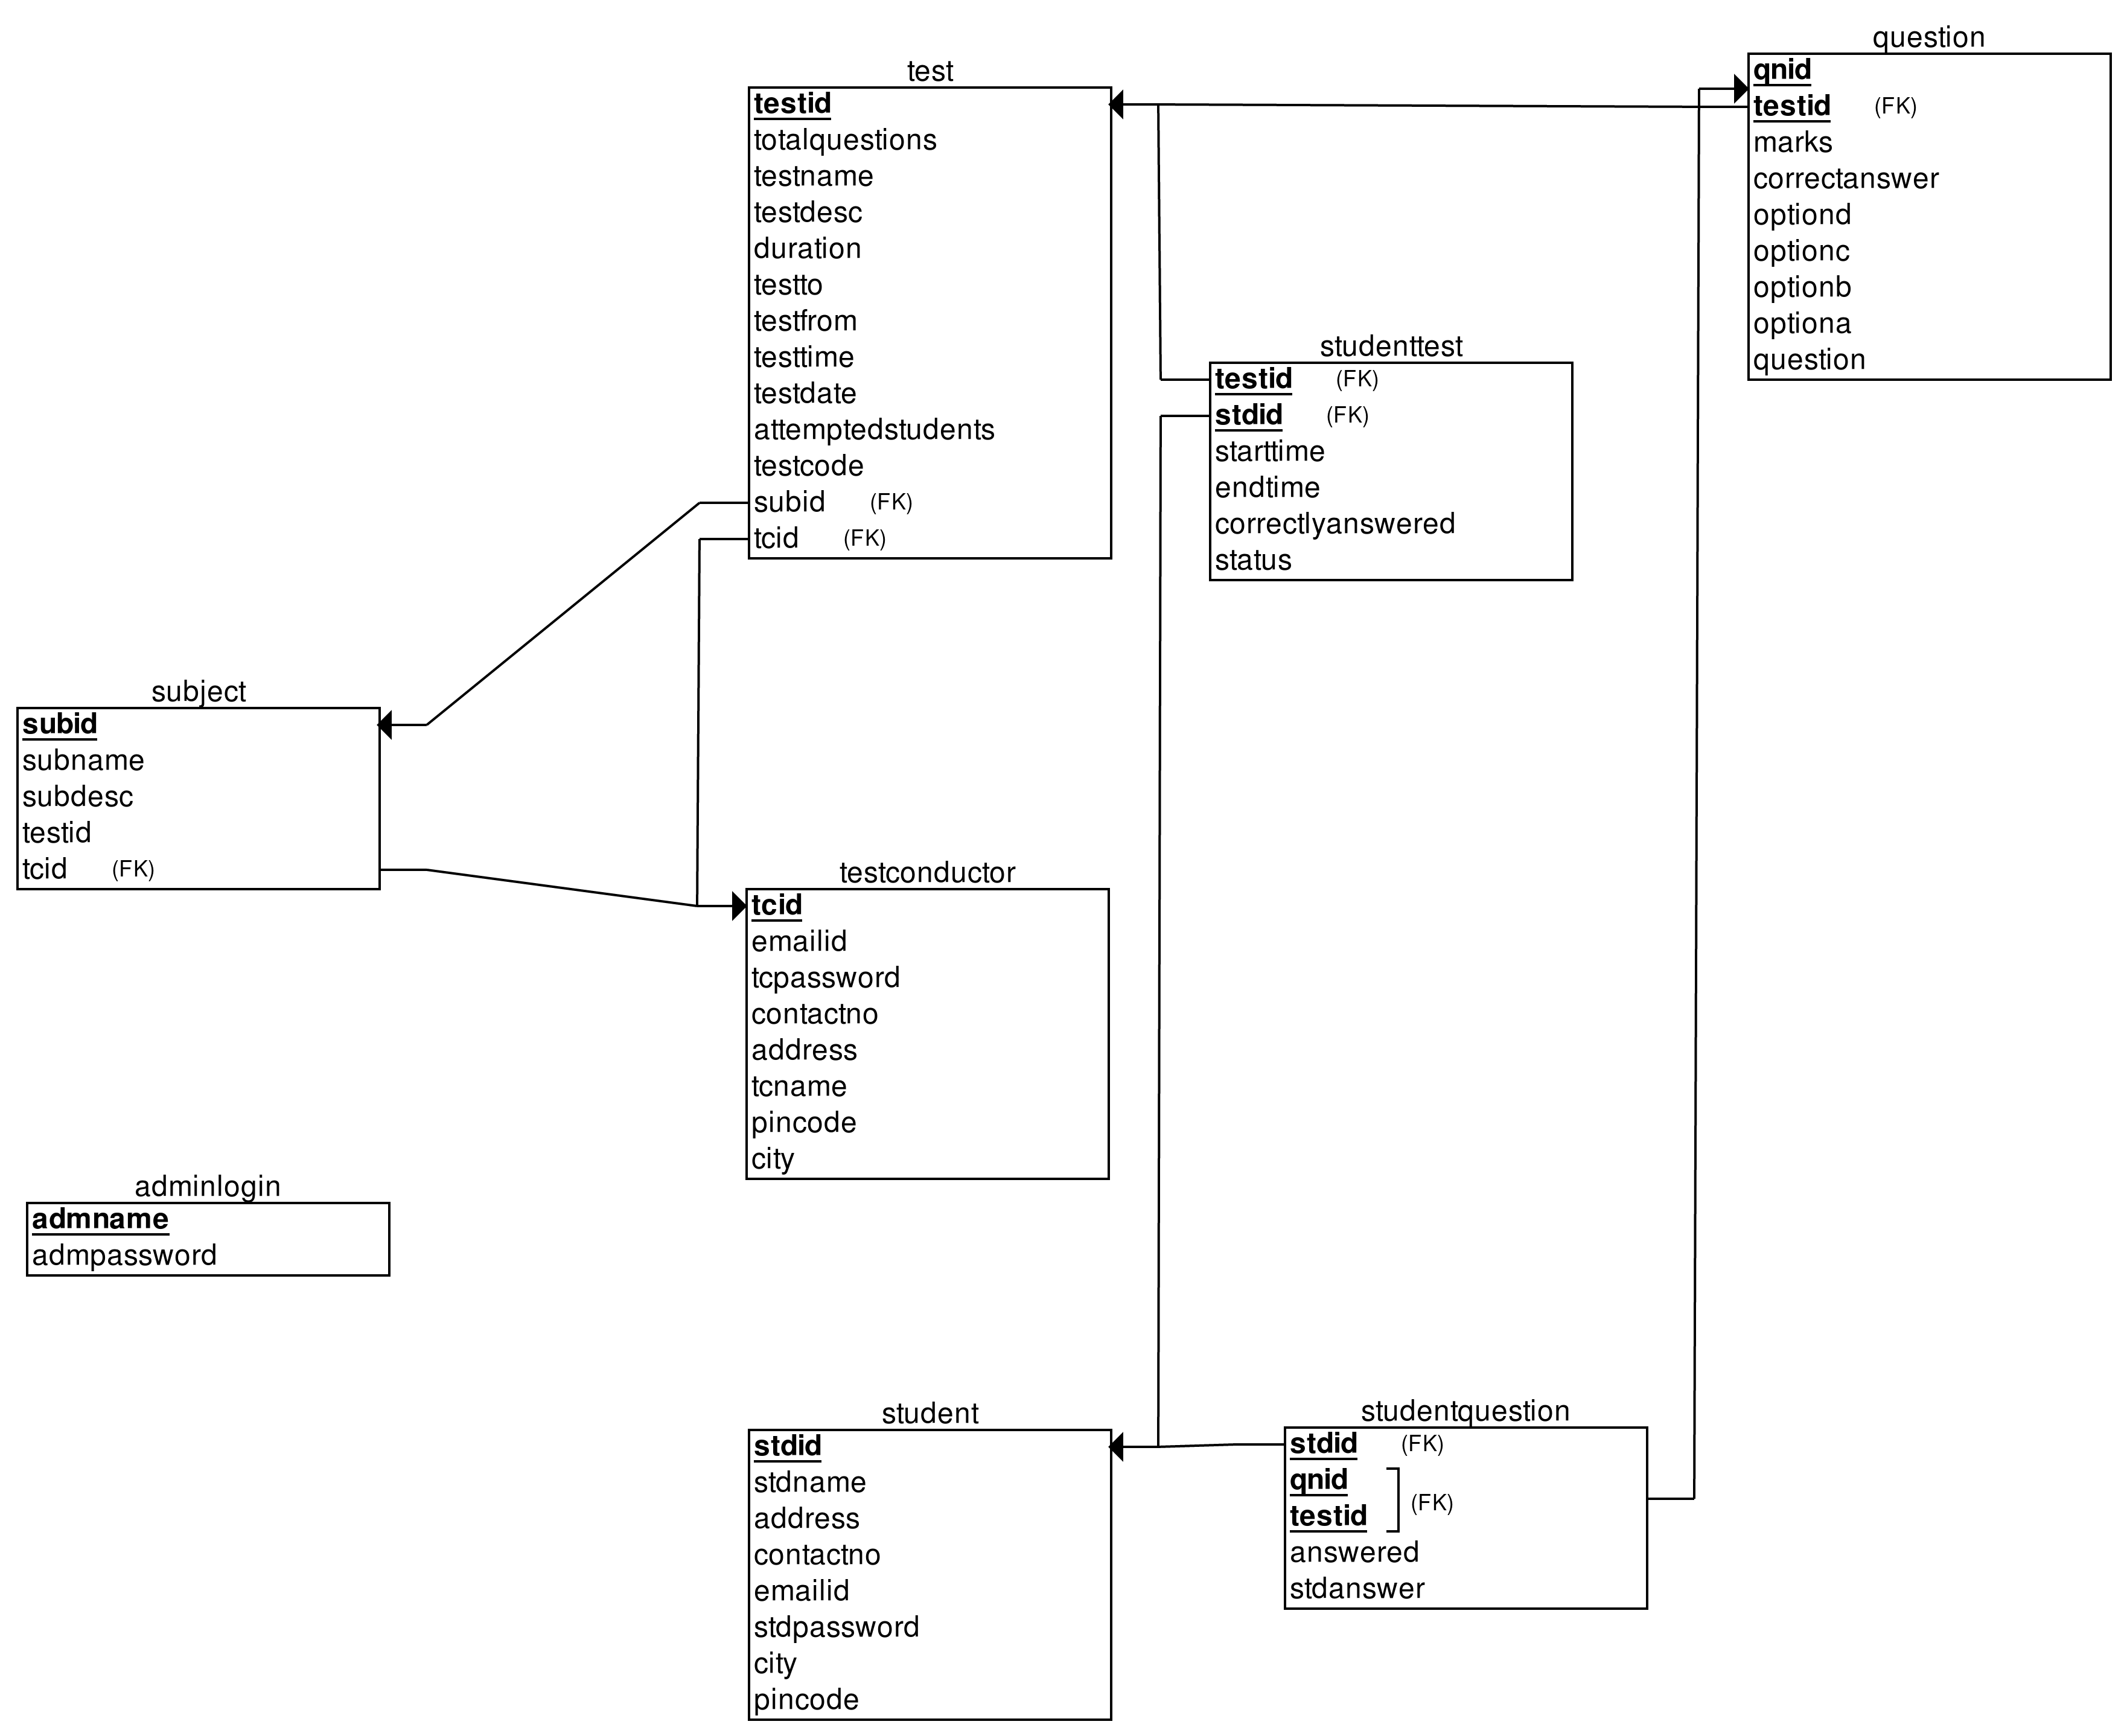 question
qnid
testid (FK)
marks
correctanswer
optiond
optionc
optionb
optiona
question
test
testid
totalquestions
testname
testdesc
duration
testto
testfrom
testtime
testdate
attemptedstudents
testcode
subid (FK)
tcid (FK)
studenttest
testid (FK)
stdid (FK)
starttime
endtime
correctlyanswered
status
subject
subid
subname
subdesc
testid
tcid (FK)
testconductor
tcid
emailid
tcpassword
contactno
address
tcname
pincode
city
adminlogin
admname
admpassword
student
stdid
stdname
address
contactno
emailid
stdpassword
city
pincode
studentquestion
stdid (FK)
qnid
testid
(FK)
answered
stdanswer